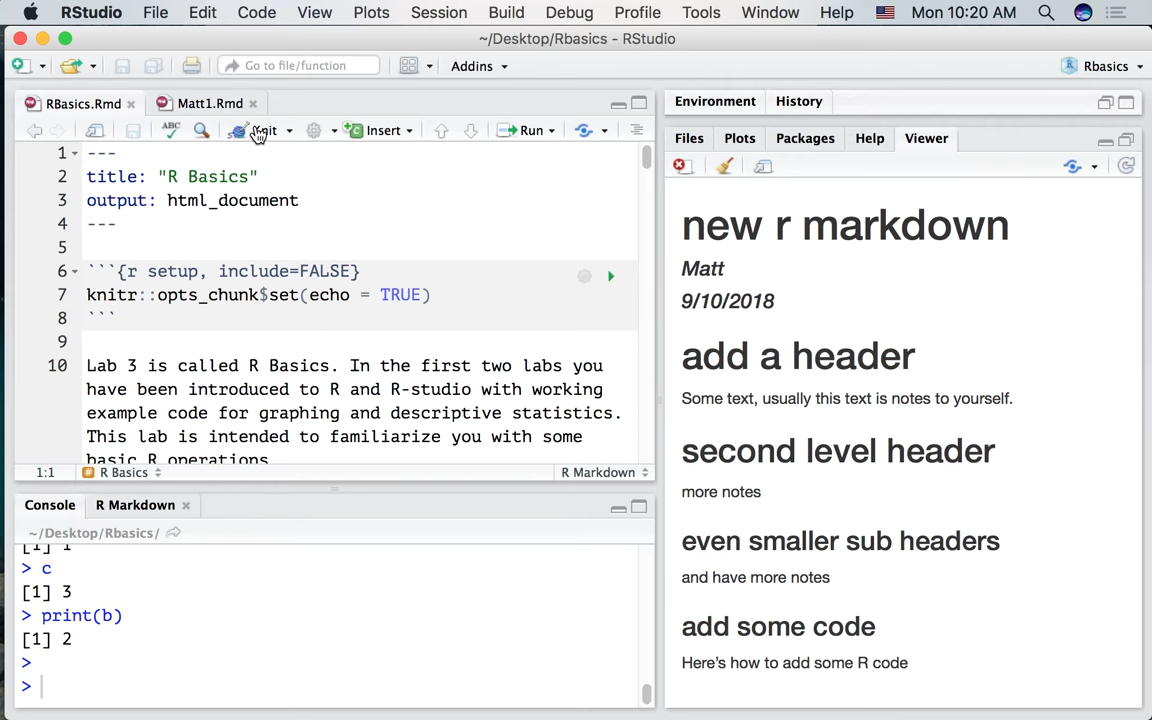 RStudio File Edit Code View Plots Session Build Debug Profile Tools Window Help Mon 10:20 AM
~/Desktop/Rbasics - RStudio
Go to file/function Addins Rbasics
RBasics.Rmd Matt1.Rmd
ABC Knit Insert Run
1 ---
2 title: "R Basics"
3 output: html_document
4 ---
5
6 ```{r setup, include=FALSE}
7 knitr::opts_chunk$set(echo = TRUE)
8 ```
9
10 Lab 3 is called R Basics. In the first two labs you
have been introduced to R and R-studio with working
example code for graphing and descriptive statistics.
This lab is intended to familiarize you with some
basic R operations
1:1 R Basics R Markdown
Console R Markdown
~/Desktop/Rbasics/
[1] 1
> c
[1] 3
> print(b)
[1] 2
>
>
Environment History
Files Plots Packages Help Viewer
new r markdown
Matt
9/10/2018
add a header
Some text, usually this text is notes to yourself.
second level header
more notes
even smaller sub headers
and have more notes
add some code
Here's how to add some R code